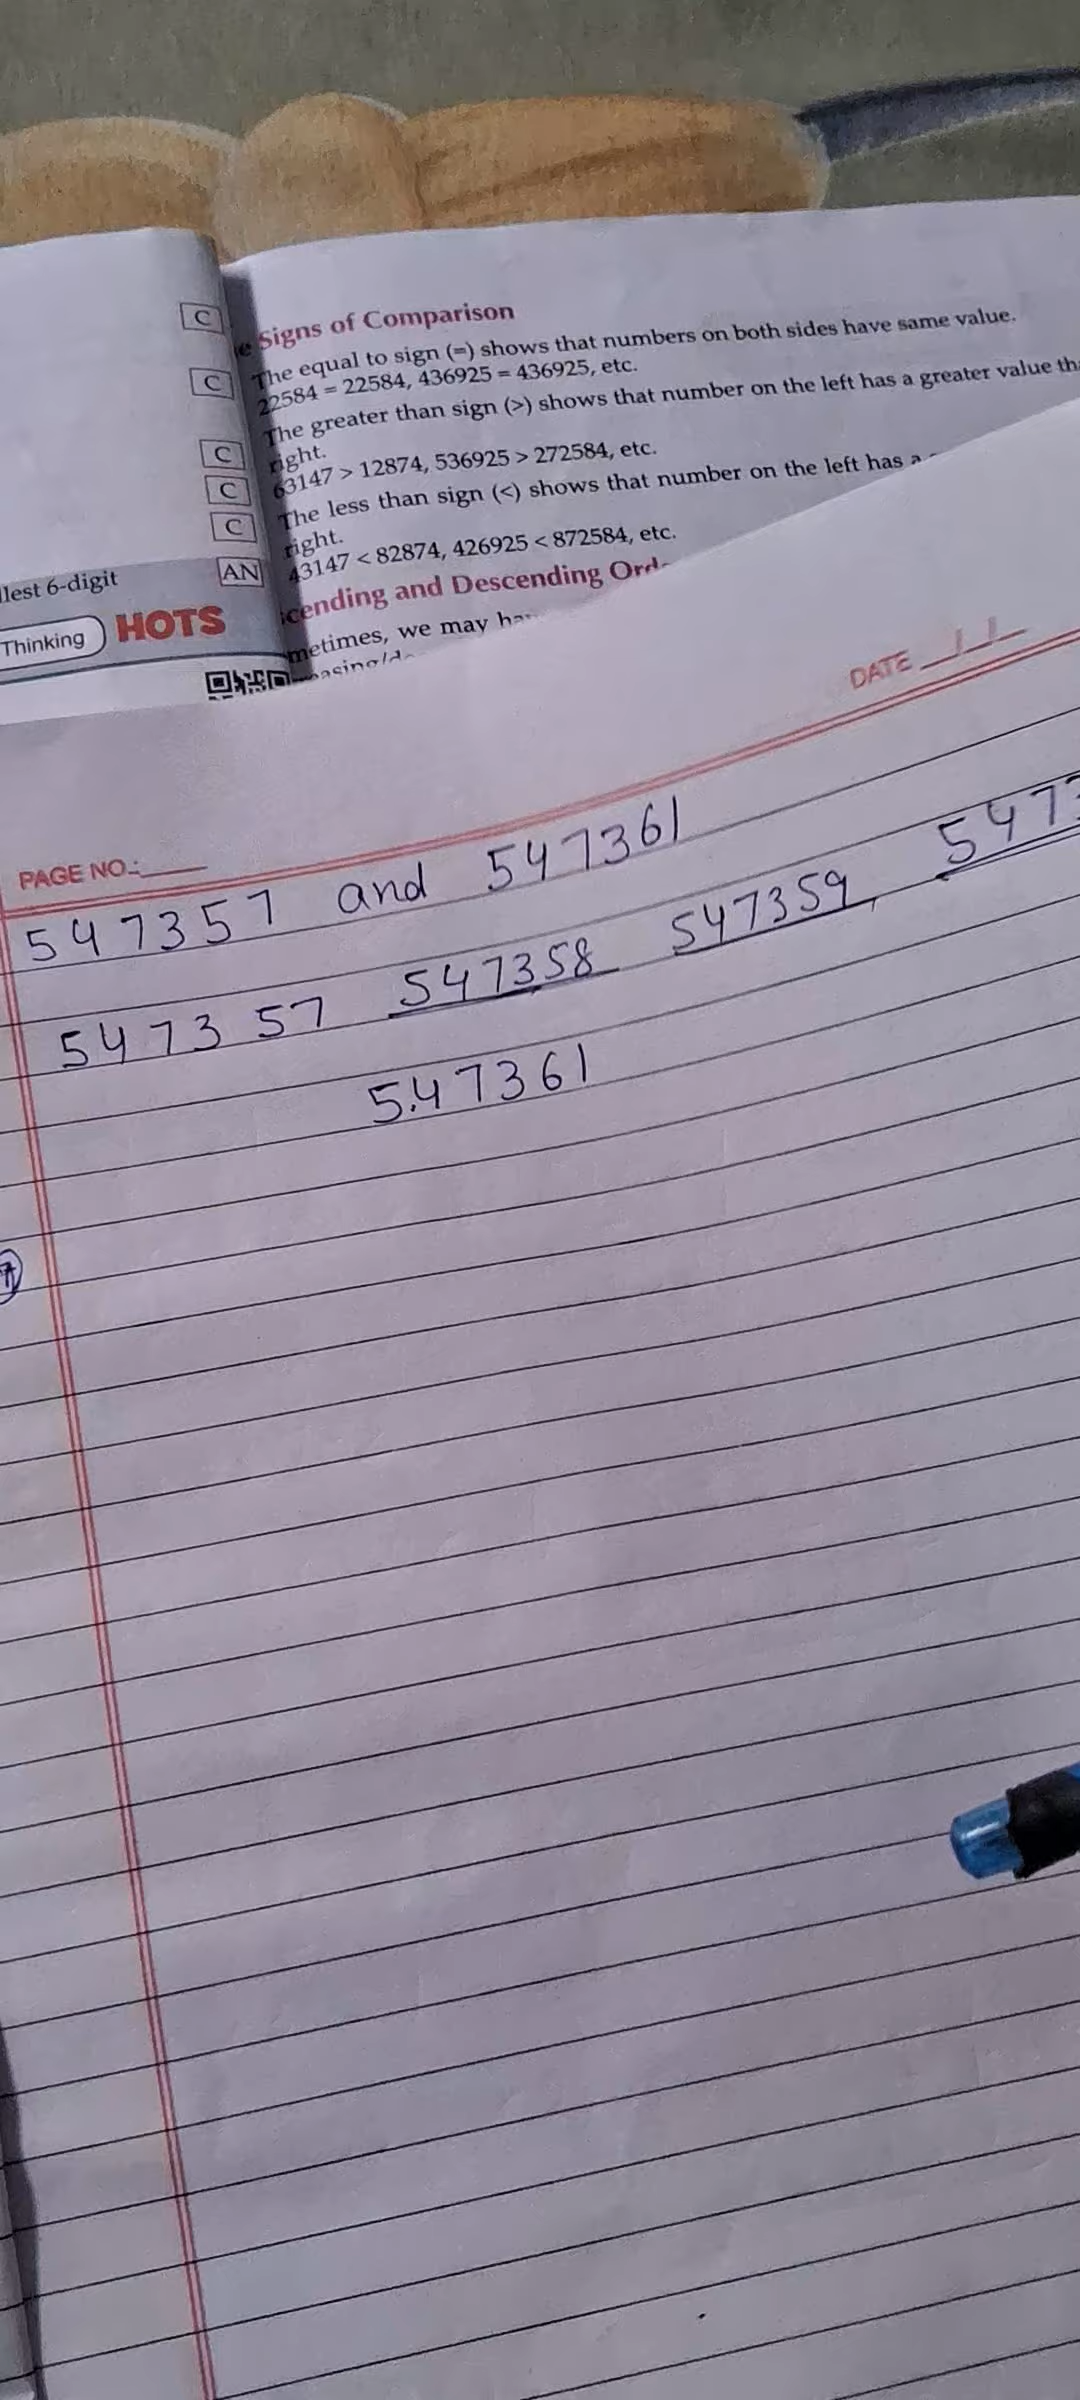 C
C
C
C
C
AN
lest 6-digit
Thinking HOTS
Signs of Comparison
The equal to sign (=) shows that numbers on both sides have same value.
22584 = 22584, 436925 = 436925, etc.
The greater than sign (>) shows that number on the left has a greater value
right.
63147 > 12874, 536925 > 272584, etc.
The less than sign (<) shows that number on the left has a
right.
43147 < 82874, 426925 < 872584, etc.
cending and Descending
metimes, we may
DATE
PAGE NO.:
547357 and 547361
547357 547358 547359 547
547361